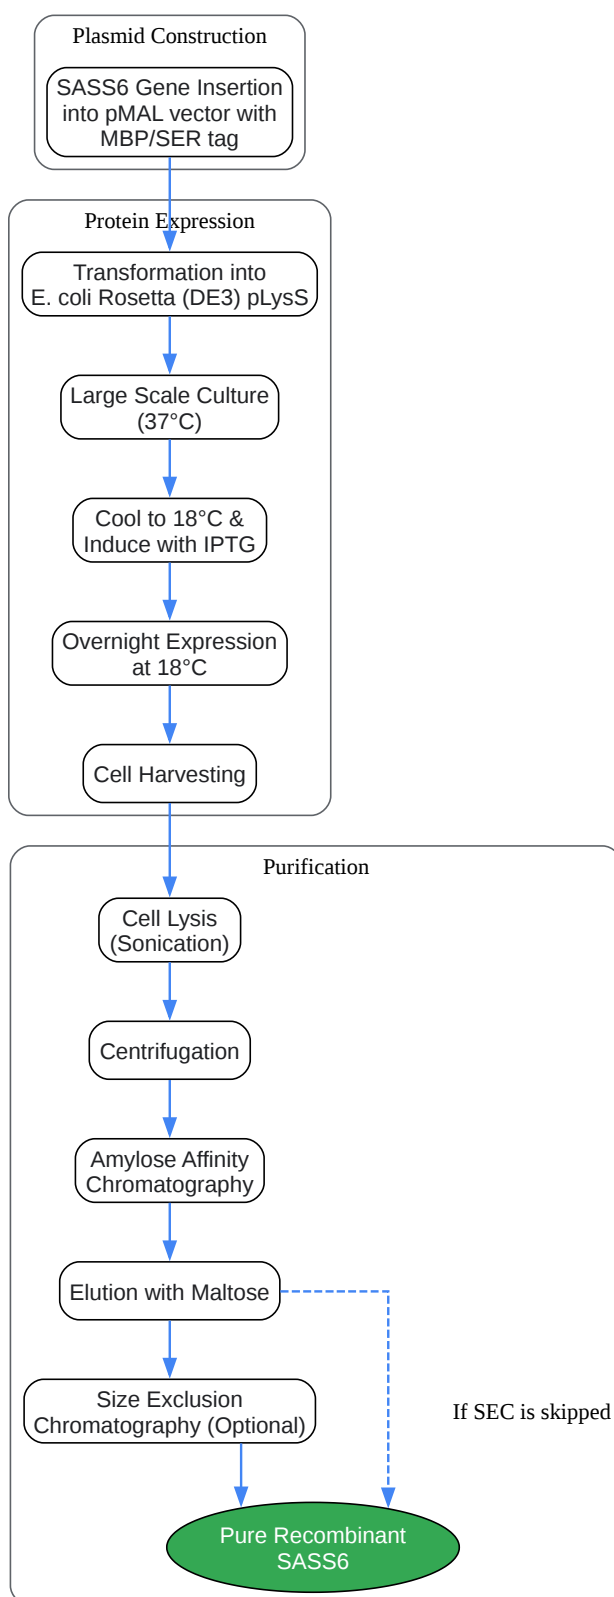 Plasmid Construction
SASS6 Gene Insertion
into pMAL vector with
MBP/SER tag
Protein Expression
Transformation into
E. coli Rosetta (DE3) pLysS
Large Scale Culture
(37°C)
Cool to 18°C &
Induce with IPTG
Overnight Expression
at 18°C
Cell Harvesting
Purification
Cell Lysis
(Sonication)
Centrifugation
Amylose Affinity
Chromatography
Elution with Maltose
Size Exclusion
Chromatography (Optional)
If SEC is skipped
Pure Recombinant
SASS6